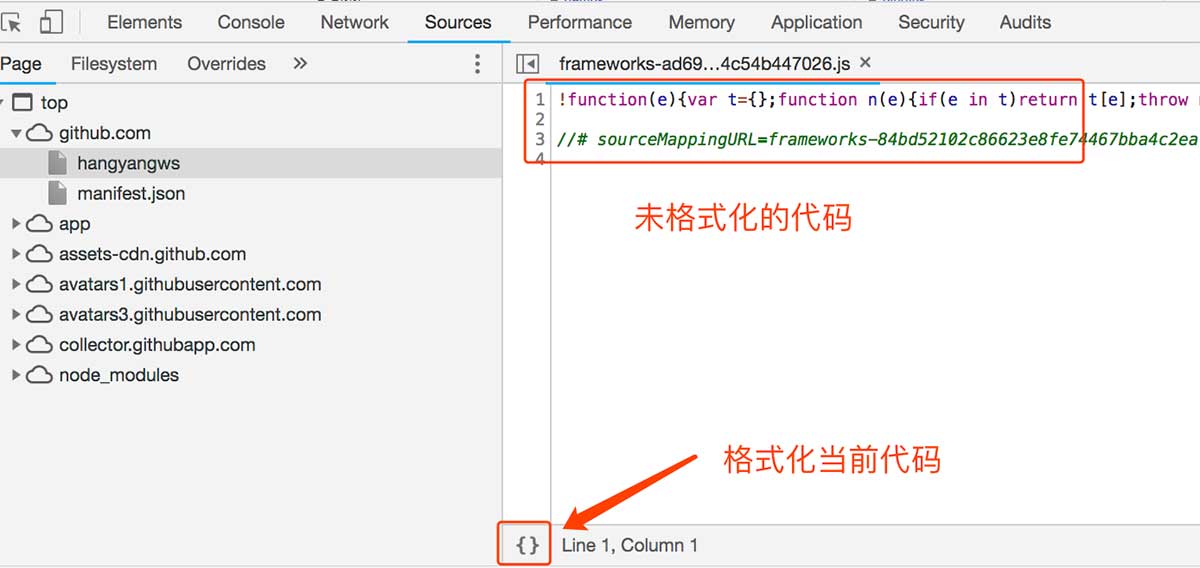 Elements Console Network Sources Performance Memory Application Security Audits
Page Filesystem Overrides » frameworks-ad69...4c54b447026.js ×
top
github.com
hangyangws
manifest.json
app
assets-cdn.github.com
avatars1.githubusercontent.com
avatars3.githubusercontent.com
collector.githubapp.com
node_modules
1 !function(e){var t={};function n(e){if(e in t)return t[e];throw
2
3 //# sourceMappingURL=frameworks-84bd52102c86623e8fe74467bba4c2ea
4
未格式化的代码
格式化当前代码
{} Line 1, Column 1